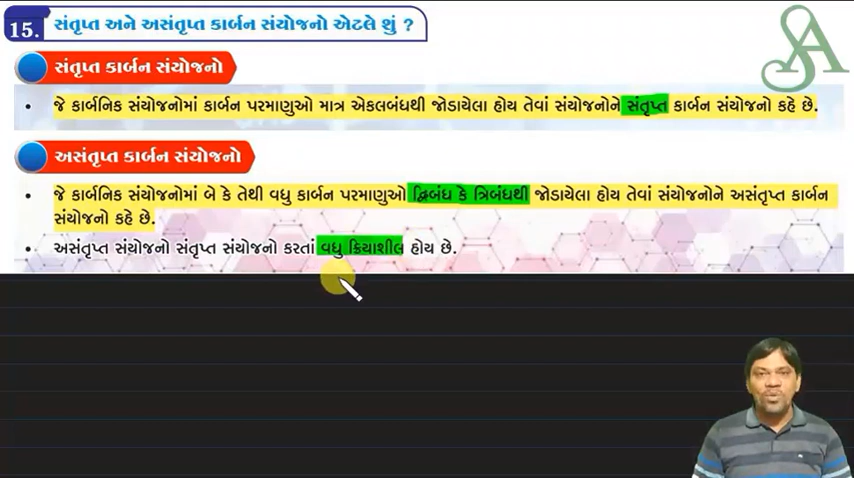 15. સંતૃપ્ત અને અસંતૃપ્ત કાર્બન સંયોજનો એટલે શું ?
સંતૃપ્ત કાર્બન સંયોજનો
• જે કાર્બનિક સંયોજનોમાં કાર્બન પરમાણુઓ માત્ર એકલબંધથી જોડાયેલા હોય તેવાં સંયોજનોને સંતૃપ્ત કાર્બન સંયોજનો કહે છે.
અસંતૃપ્ત કાર્બન સંયોજનો
• જે કાર્બનિક સંયોજનોમાં બે કે તેથી વધુ કાર્બન પરમાણુઓ દ્વિબંધ કે ત્રિબંધથી જોડાયેલા હોય તેવાં સંયોજનોને અસંતૃપ્ત કાર્બન
સંયોજનો કહે છે.
• અસંતૃપ્ત સંયોજનો સંતૃપ્ત સંયોજનો કરતાં વધુ ક્રિયાશીલ હોય છે.